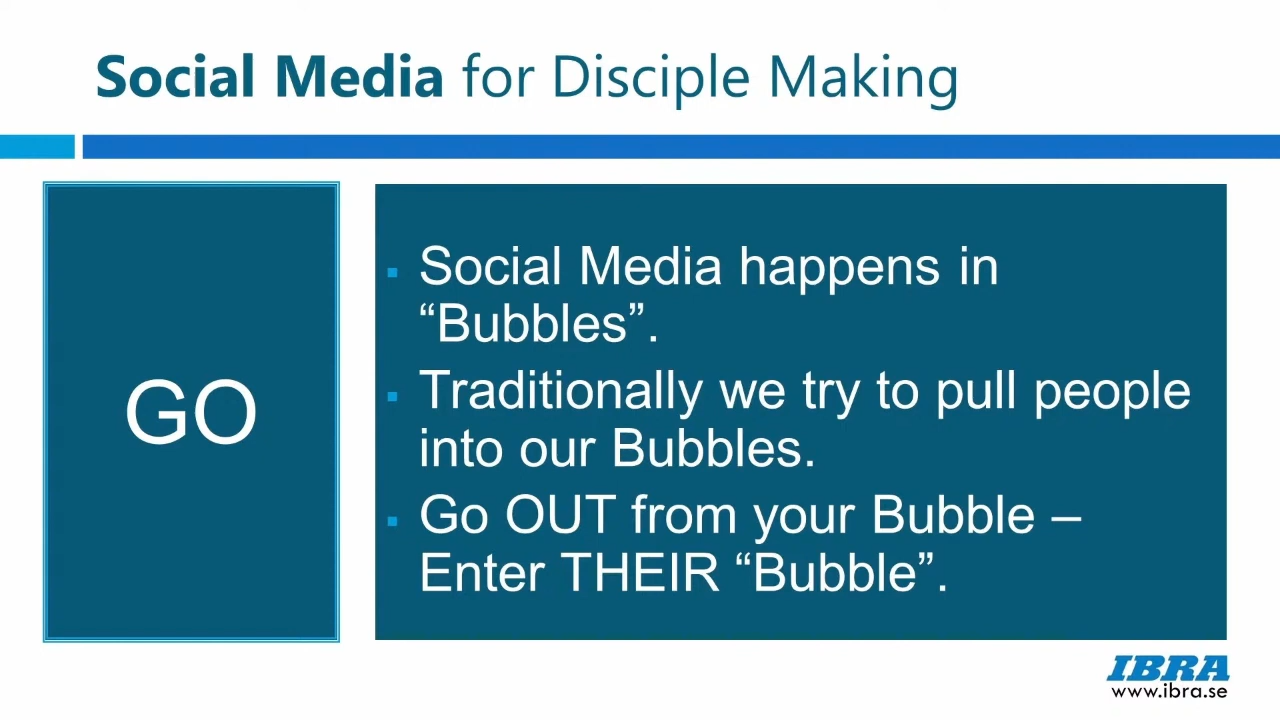 Social Media for Disciple Making
GO
▪ Social Media happens in
“Bubbles”.
▪ Traditionally we try to pull people
into our Bubbles.
▪ Go OUT from your Bubble –
Enter THEIR “Bubble”.
IBRA
www.ibra.se